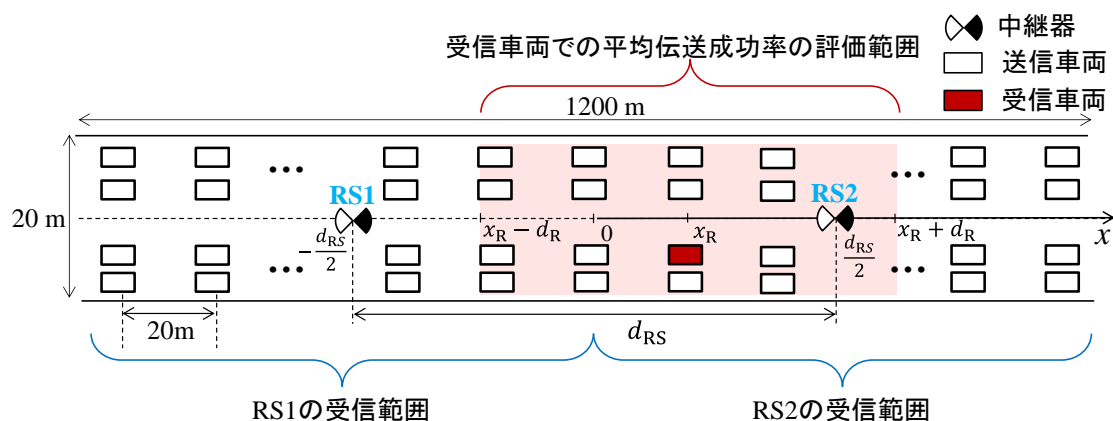 中継器
受信車両での平均伝送成功率の評価範囲
送信車両
1200 m
受信車両
•••
•••
RS1
RS2
20 m
x_R − d_R
0
x_R
x_R + d_R
x
−d_RS/2
d_RS/2
•••
•••
20m
d_RS
RS1の受信範囲
RS2の受信範囲